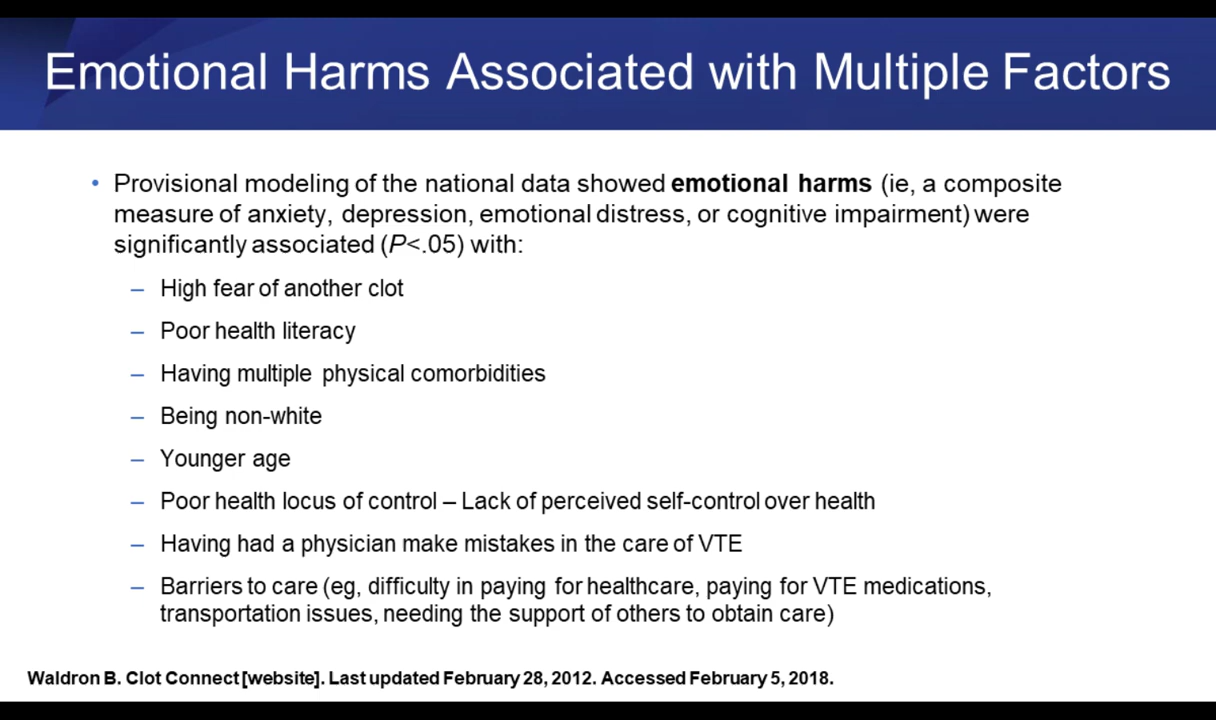 Emotional Harms Associated with Multiple Factors
• Provisional modeling of the national data showed emotional harms (ie, a composite
measure of anxiety, depression, emotional distress, or cognitive impairment) were
significantly associated (P<.05) with:
– High fear of another clot
– Poor health literacy
– Having multiple physical comorbidities
– Being non-white
– Younger age
– Poor health locus of control – Lack of perceived self-control over health
– Having had a physician make mistakes in the care of VTE
– Barriers to care (eg, difficulty in paying for healthcare, paying for VTE medications,
transportation issues, needing the support of others to obtain care)
Waldron B. Clot Connect [website]. Last updated February 28, 2012. Accessed February 5, 2018.